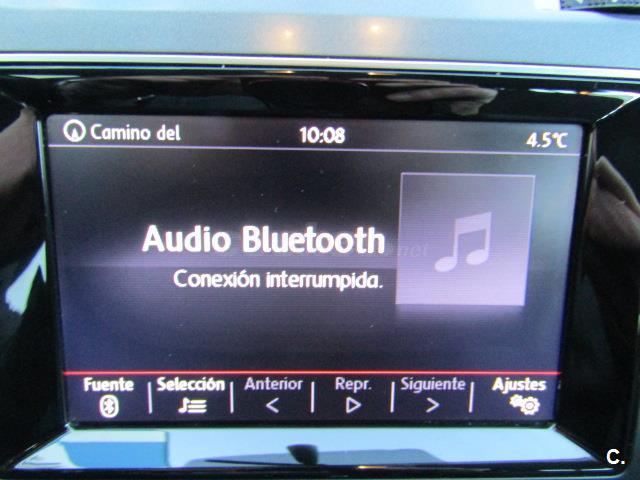 Camino del
10:08
4.5°C
Audio Bluetooth
Conexión interrumpida.
Fuente
Selección
Anterior
Repr.
Siguiente
Ajustes
C.